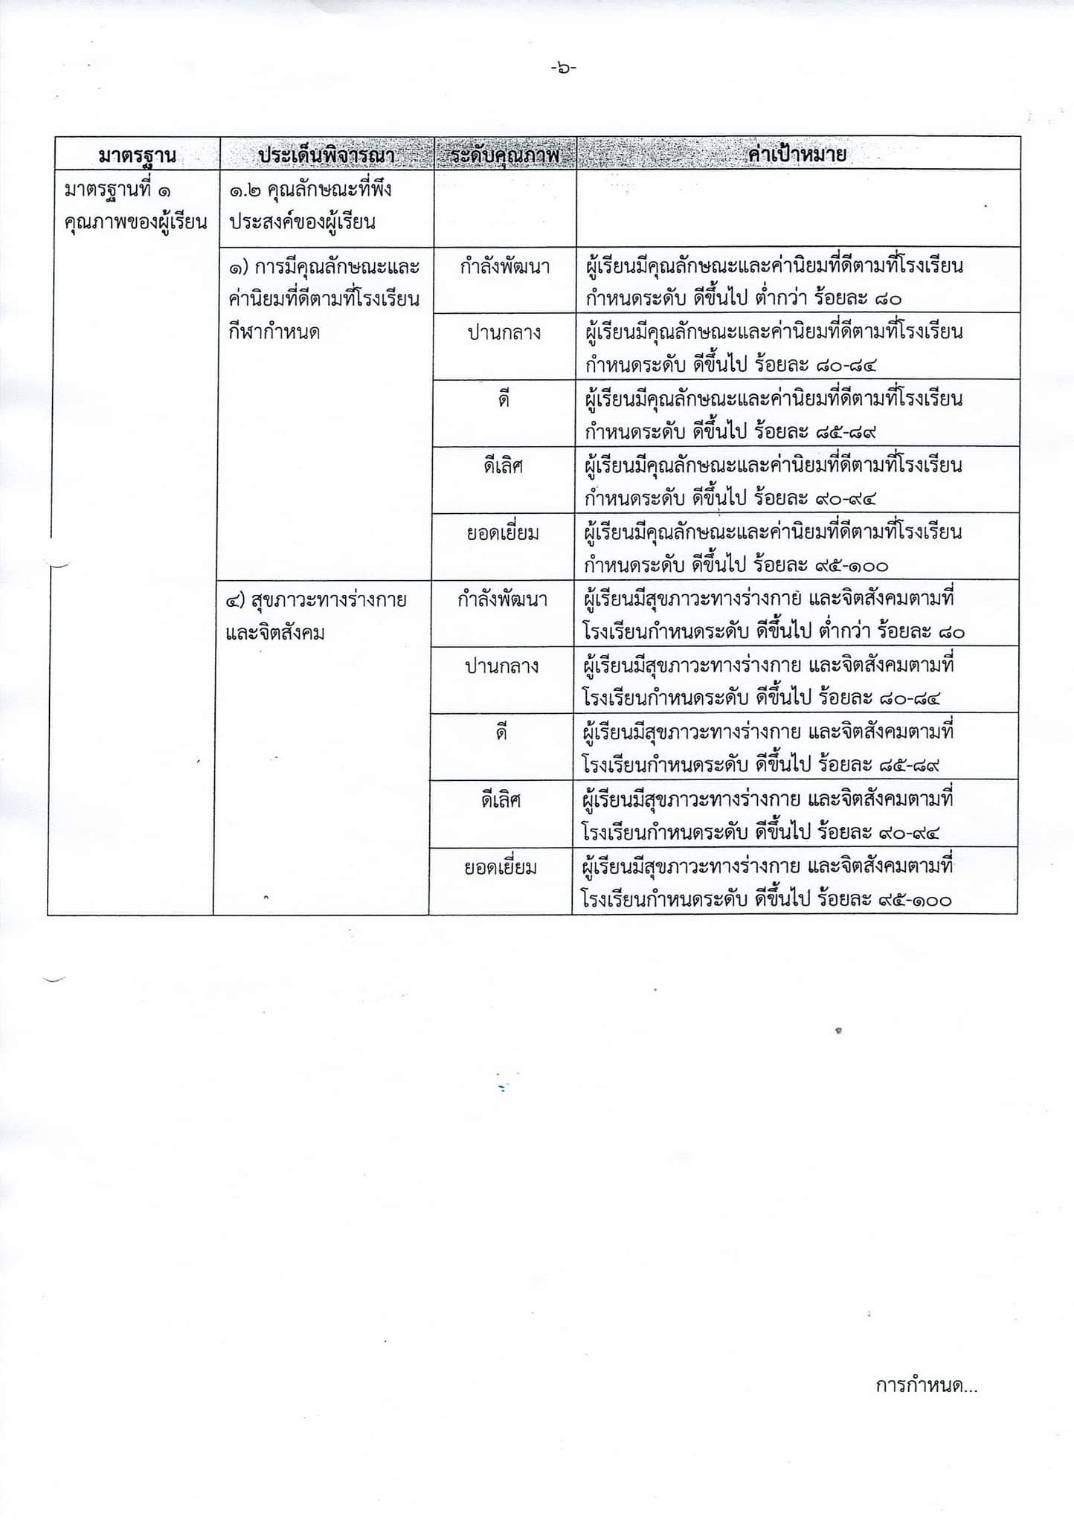 -๖-
มาตรฐาน ประเด็นพิจารณา ระดับคุณภาพ ค่าเป้าหมาย
มาตรฐานที่ ๑
คุณภาพของผู้เรียน
๑.๒ คุณลักษณะที่พึง
ประสงค์ของผู้เรียน
๑) การมีคุณลักษณะและ
ค่านิยมที่ดีตามที่โรงเรียน
กีฬากำหนด
กำลังพัฒนา
ผู้เรียนมีคุณลักษณะและค่านิยมที่ดีตามที่โรงเรียน
กำหนดระดับ ดีขึ้นไป ต่ำกว่า ร้อยละ ๘๐
ปานกลาง
ผู้เรียนมีคุณลักษณะและค่านิยมที่ดีตามที่โรงเรียน
กำหนดระดับ ดีขึ้นไป ร้อยละ ๘๐-๘๔
ดี
ผู้เรียนมีคุณลักษณะและค่านิยมที่ดีตามที่โรงเรียน
กำหนดระดับ ดีขึ้นไป ร้อยละ ๘๕-๘๙
ดีเลิศ
ผู้เรียนมีคุณลักษณะและค่านิยมที่ดีตามที่โรงเรียน
กำหนดระดับ ดีขึ้นไป ร้อยละ ๙๐-๙๔
ยอดเยี่ยม
ผู้เรียนมีคุณลักษณะและค่านิยมที่ดีตามที่โรงเรียน
กำหนดระดับ ดีขึ้นไป ร้อยละ ๙๕-๑๐๐
๔) สุขภาวะทางร่างกาย
และจิตสังคม
กำลังพัฒนา
ผู้เรียนมีสุขภาวะทางร่างกาย และจิตสังคมตามที่
โรงเรียนกำหนดระดับ ดีขึ้นไป ต่ำกว่า ร้อยละ ๘๐
ปานกลาง
ผู้เรียนมีสุขภาวะทางร่างกาย และจิตสังคมตามที่
โรงเรียนกำหนดระดับ ดีขึ้นไป ร้อยละ ๘๐-๘๔
ดี
ผู้เรียนมีสุขภาวะทางร่างกาย และจิตสังคมตามที่
โรงเรียนกำหนดระดับ ดีขึ้นไป ร้อยละ ๘๕-๘๙
ดีเลิศ
ผู้เรียนมีสุขภาวะทางร่างกาย และจิตสังคมตามที่
โรงเรียนกำหนดระดับ ดีขึ้นไป ร้อยละ ๙๐-๙๔
ยอดเยี่ยม
ผู้เรียนมีสุขภาวะทางร่างกาย และจิตสังคมตามที่
โรงเรียนกำหนดระดับ ดีขึ้นไป ร้อยละ ๙๕-๑๐๐
การกำหนด...